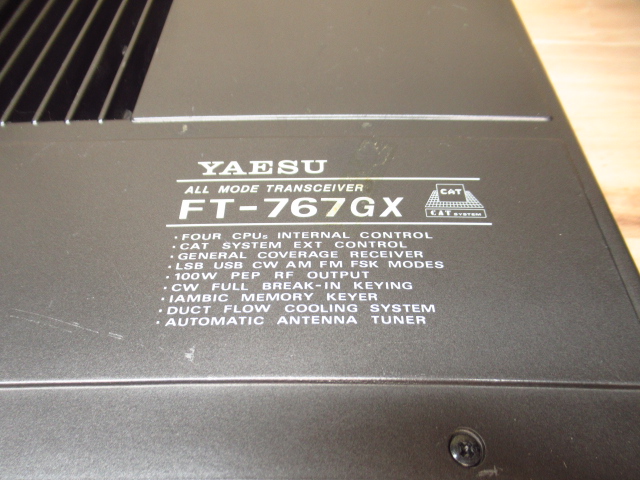 YAESU
ALL MODE TRANSCEIVER
FT-767GX
CAT
CAT SYSTEM
· FOUR CPUs INTERNAL CONTROL
· CAT SYSTEM EXT CONTROL
· GENERAL COVERAGE RECEIVER
· LSB USB CW AM FM FSK MODES
· 100W PEP RF OUTPUT
· CW FULL BREAK-IN KEYING
· IAMBIC MEMORY KEYER
· DUCT FLOW COOLING SYSTEM
· AUTOMATIC ANTENNA TUNER